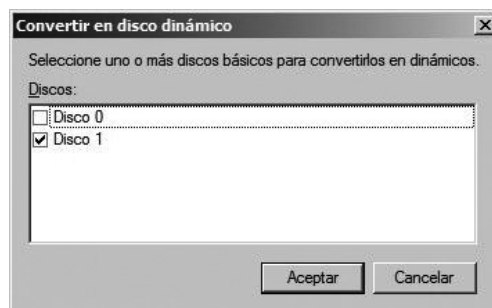 Convertir en disco dinámico
Seleccione uno o más discos básicos para convertirlos en dinámicos.
Discos:
Disco 0
Disco 1
Aceptar
Cancelar